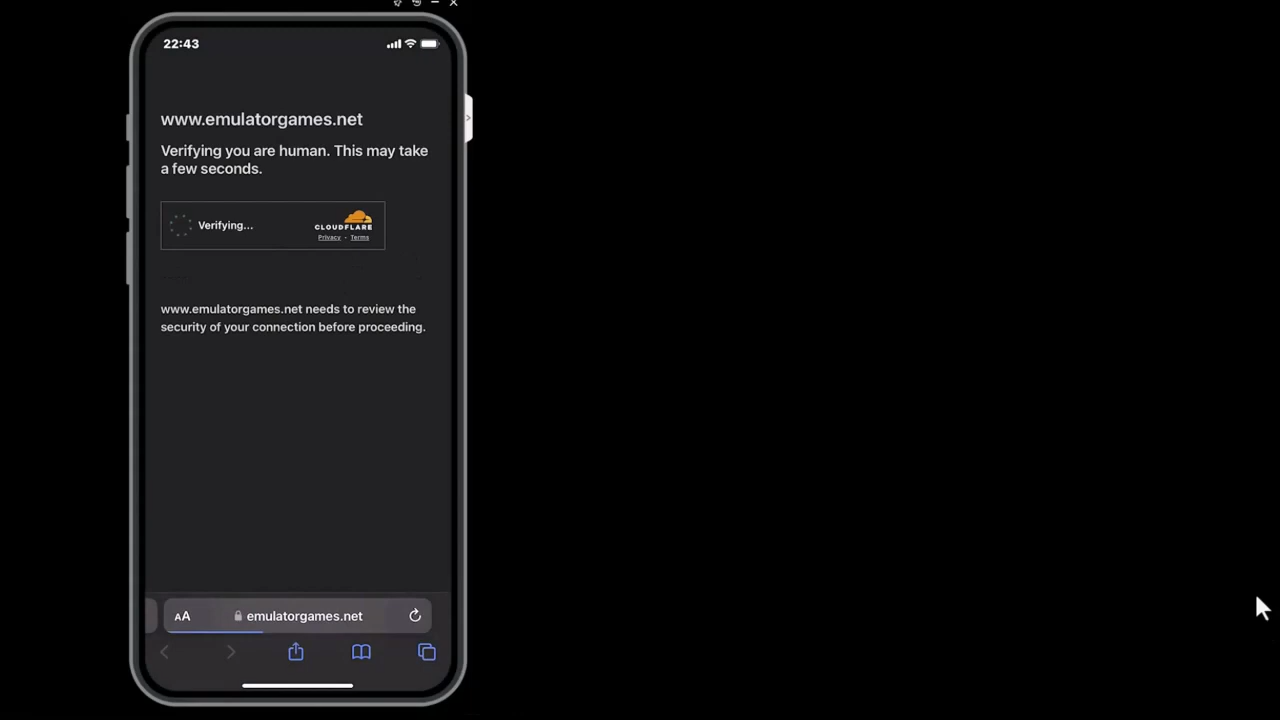 22:43
www.emulatorgames.net
Verifying you are human. This may take
a few seconds.
Verifying...
CLOUDFLARE
Privacy • Terms
www.emulatorgames.net needs to review the
security of your connection before proceeding.
AA
emulatorgames.net